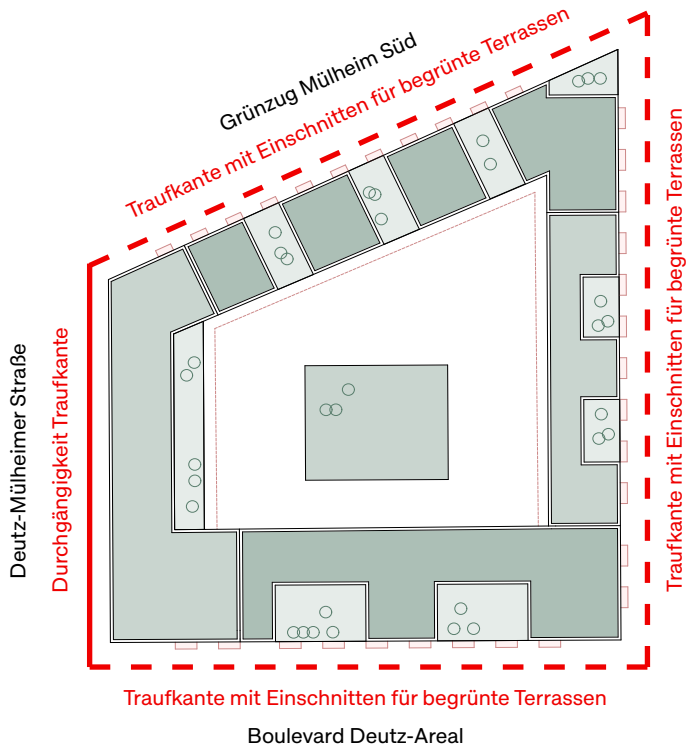 Grünzug Mülheim Süd
Traufkante mit Einschnitten für begrünte Terrassen
Deutz-Mülheimer Straße
Durchgängigkeit Traufkante
Traufkante mit Einschnitten für begrünte Terrassen
Traufkante mit Einschnitten für begrünte Terrassen
Boulevard Deutz-Areal